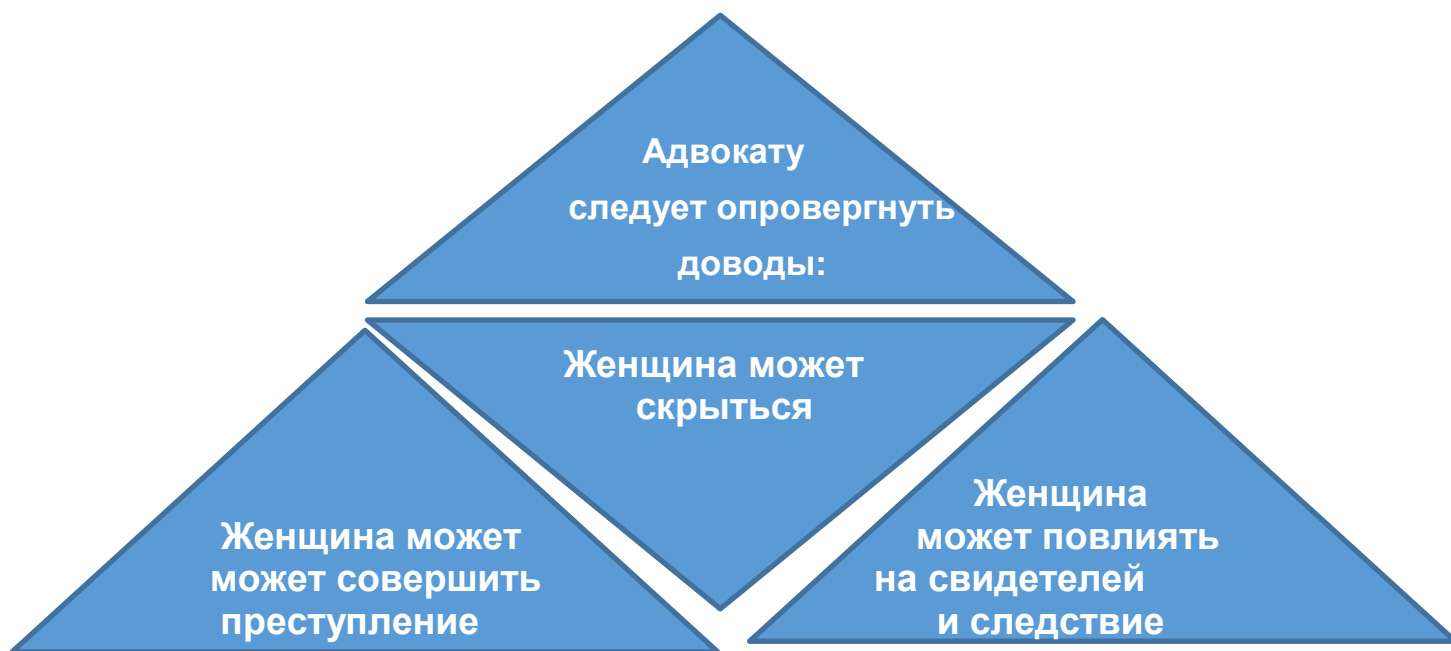 Адвокату
следует опровергнуть
доводы:
Женщина может
скрыться
Женщина может
может совершить
преступление
Женщина
может повлиять
на свидетелей
и следствие